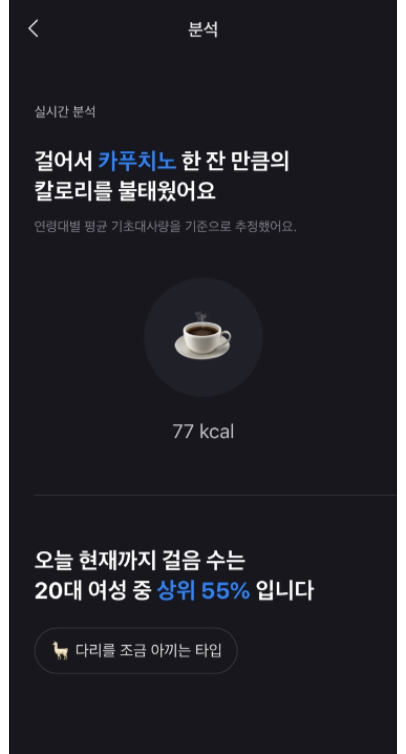 분석
실시간 분석
걸어서 카푸치노 한 잔 만큼의
칼로리를 불태웠어요
연령대별 평균 기초대사량을 기준으로 추정했어요.
77 kcal
오늘 현재까지 걸음 수는
20대 여성 중 상위 55% 입니다
다리를 조금 아끼는 타입